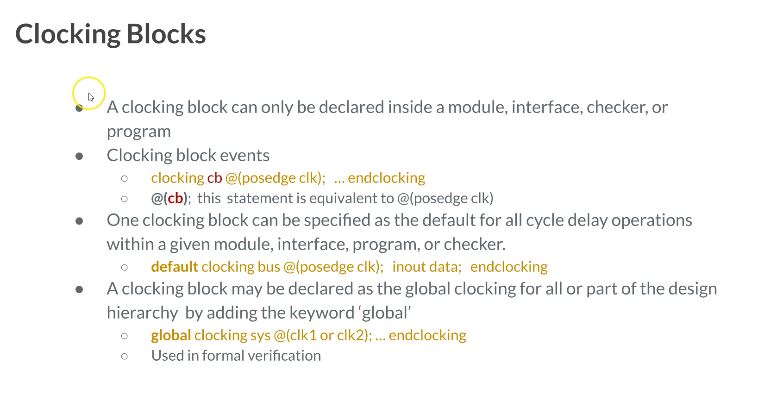 Clocking Blocks
● A clocking block can only be declared inside a module, interface, checker, or
program
● Clocking block events
○ clocking cb @(posedge clk); ... endclocking
○ @(cb); this statement is equivalent to @(posedge clk)
● One clocking block can be specified as the default for all cycle delay operations
within a given module, interface, program, or checker.
○ default clocking bus @(posedge clk); inout data; endclocking
● A clocking block may be declared as the global clocking for all or part of the design
hierarchy by adding the keyword ‘global’
○ global clocking sys @(clk1 or clk2); ... endclocking
○ Used in formal verification